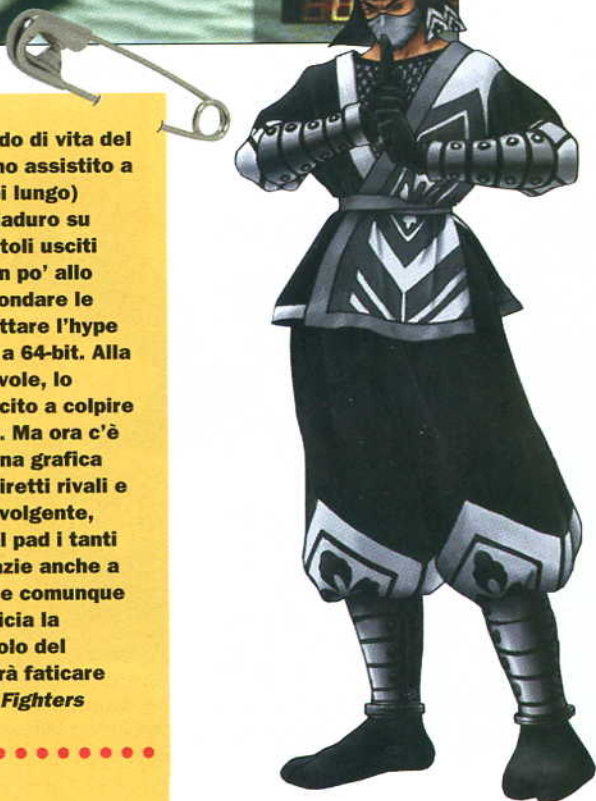 do di vita del
no assistito a
i lungo)
aduro su
toli usciti
n po' allo
ondare le
ttare l'hype
a 64-bit. Alla
vole, lo
cito a colpire
. Ma ora c'è
na grafica
iretti rivali e
volgente,
l pad i tanti
azie anche a
e comunque
icia la
olo del
rà faticare
Fighters